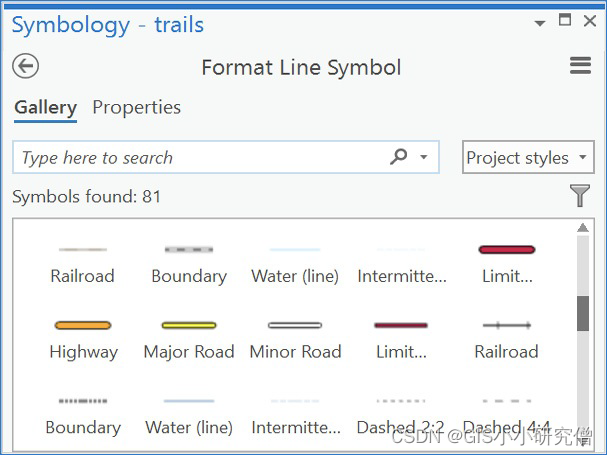 Symbology - trails
Format Line Symbol
Gallery Properties
Type here to search
Project styles
Symbols found: 81
Railroad Boundary Water (line) Intermitte... Limit...
Highway Major Road Minor Road Limit... Railroad
Boundary Water (line) Intermitte... Dashed 2:2 Dashed 4:4
CSDN @GIS小小研究僧